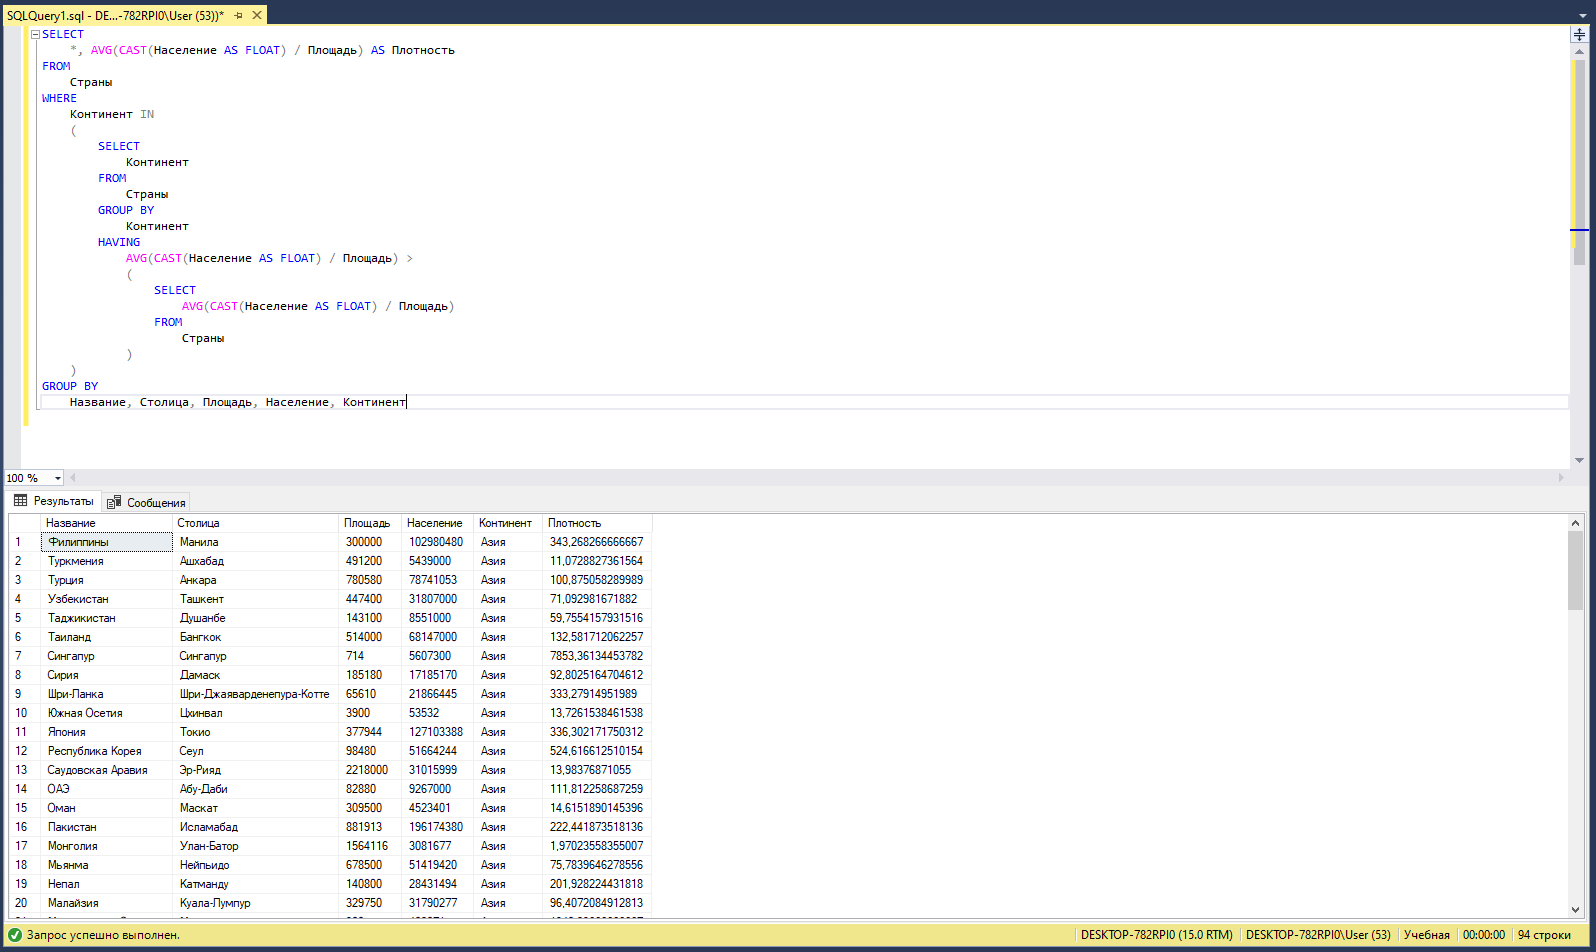 SQLQuery1.sql - DE...-782RPI0\User (53))*
SELECT
*, AVG(CAST(Население AS FLOAT) / Площадь) AS Плотность
FROM
Страны
WHERE
Континент IN
(
SELECT
Континент
FROM
Страны
GROUP BY
Континент
HAVING
AVG(CAST(Население AS FLOAT) / Площадь) >
(
SELECT
AVG(CAST(Население AS FLOAT) / Площадь)
FROM
Страны
)
)
GROUP BY
Название, Столица, Площадь, Население, Континент
100 %
Результаты Сообщения
Название Столица Площадь Население Континент Плотность
1 Филиппины Манила 300000 102980480 Азия 343,268266666667
2 Туркмения Ашхабад 491200 5439000 Азия 11,0728827361564
3 Турция Анкара 780580 78741053 Азия 100,875058289989
4 Узбекистан Ташкент 447400 31807000 Азия 71,092981671882
5 Таджикистан Душанбе 143100 8551000 Азия 59,7554157931516
6 Таиланд Бангкок 514000 68147000 Азия 132,581712062257
7 Сингапур Сингапур 714 5607300 Азия 7853,36134453782
8 Сирия Дамаск 185180 17185170 Азия 92,8025164704612
9 Шри-Ланка Шри-Джаяварденепура-Котте 65610 21866445 Азия 333,27914951989
10 Южная Осетия Цхинвал 3900 53532 Азия 13,7261538461538
11 Япония Токио 377944 127103388 Азия 336,302171750312
12 Республика Корея Сеул 98480 51664244 Азия 524,616612510154
13 Саудовская Аравия Эр-Рияд 2218000 31015999 Азия 13,98376871055
14 ОАЭ Абу-Даби 82880 9267000 Азия 111,812258687259
15 Оман Маскат 309500 4523401 Азия 14,6151890145396
16 Пакистан Исламабад 881913 196174380 Азия 222,441873518136
17 Монголия Улан-Батор 1564116 3081677 Азия 1,97023558355007
18 Мьянма Нейпьидо 678500 51419420 Азия 75,7839646278556
19 Непал Катманду 140800 28431494 Азия 201,928224431818
20 Малайзия Куала-Лумпур 329750 31790277 Азия 96,4072084912813
Запрос успешно выполнен. DESKTOP-782RPI0 (15.0 RTM) DESKTOP-782RPI0\User (53) Учебная 00:00:00 94 строки